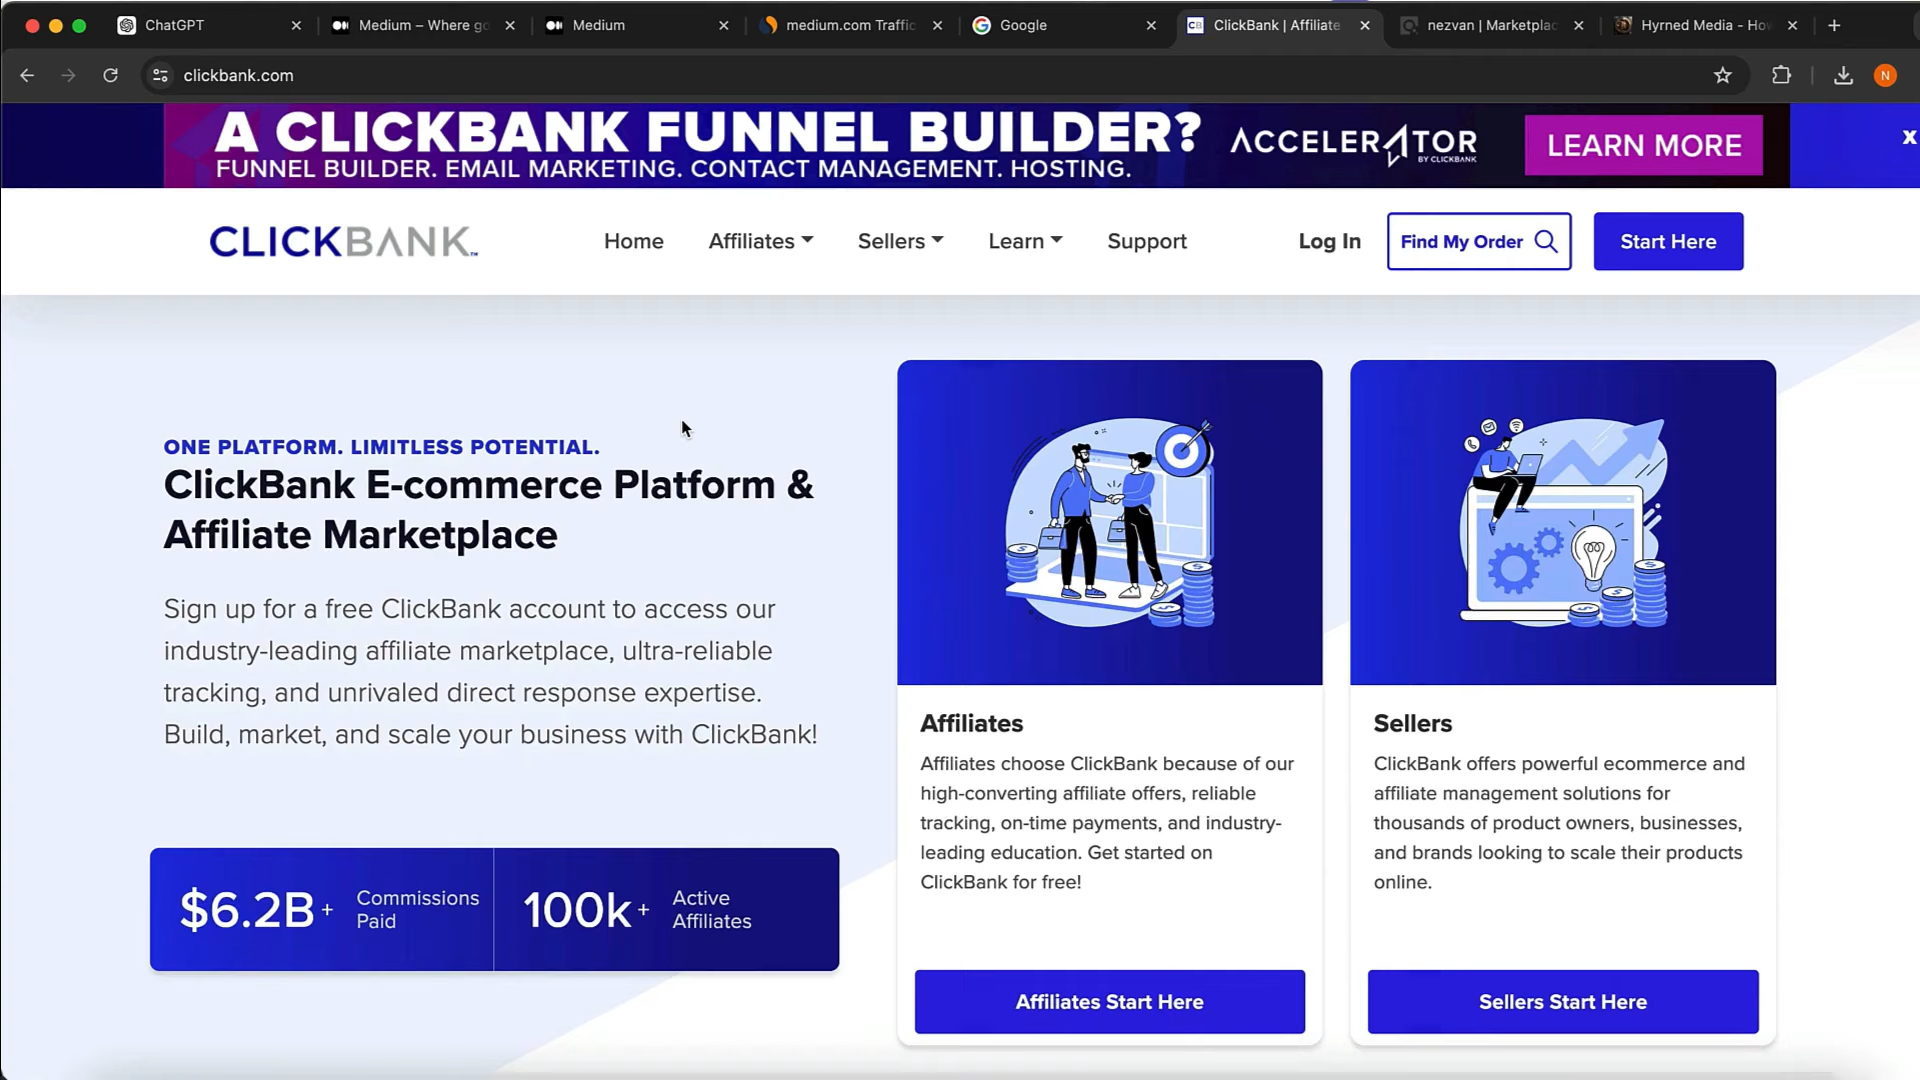 ChatGPT
Medium – Where go
Medium
medium.com Traffic
Google
ClickBank | Affiliate
nezvan | Marketplac
Hyrned Media - How
clickbank.com
N
A CLICKBANK FUNNEL BUILDER?
FUNNEL BUILDER. EMAIL MARKETING. CONTACT MANAGEMENT. HOSTING.
ACCELERATOR
BY CLICKBANK
LEARN MORE
X
CLICKBANK™
Home
Affiliates
Sellers
Learn
Support
Log In
Find My Order
Start Here
ONE PLATFORM. LIMITLESS POTENTIAL.
ClickBank E-commerce Platform &
Affiliate Marketplace
Sign up for a free ClickBank account to access our
industry-leading affiliate marketplace, ultra-reliable
tracking, and unrivaled direct response expertise.
Build, market, and scale your business with ClickBank!
$6.2B+
Commissions
Paid
100k+
Active
Affiliates
Affiliates
Affiliates choose ClickBank because of our
high-converting affiliate offers, reliable
tracking, on-time payments, and industry-
leading education. Get started on
ClickBank for free!
Affiliates Start Here
Sellers
ClickBank offers powerful ecommerce and
affiliate management solutions for
thousands of product owners, businesses,
and brands looking to scale their products
online.
Sellers Start Here